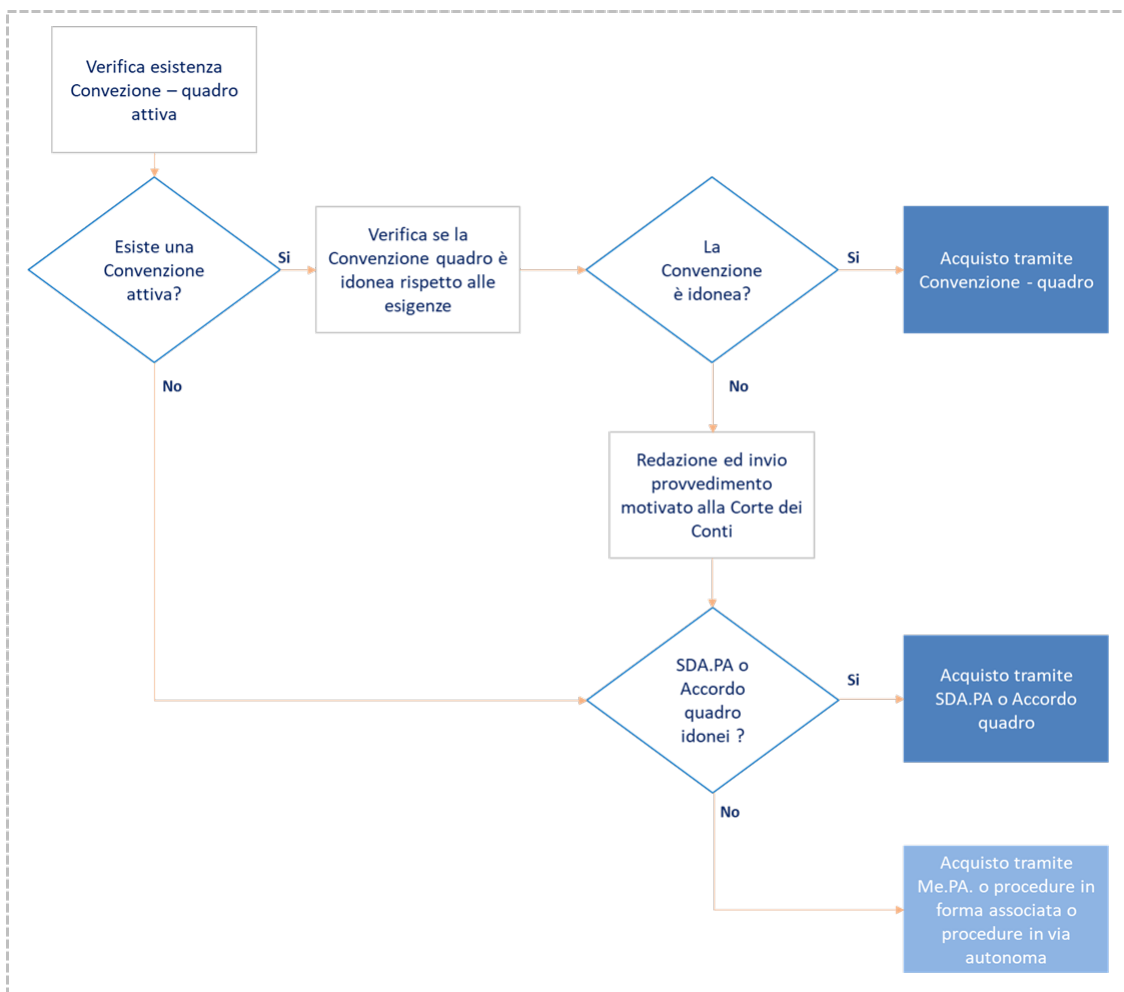 Verifica esistenza
Convezione – quadro
attiva
Esiste una
Convenzione
attiva?
Si
Verifica se la
Convenzione quadro è
idonea rispetto alle
esigenze
La
Convenzione
è idonea?
Si
Acquisto tramite
Convenzione - quadro
No
No
Redazione ed invio
provvedimento
motivato alla Corte dei
Conti
SDA.PA o
Accordo
quadro
idonei ?
Si
Acquisto tramite
SDA.PA o Accordo
quadro
No
Acquisto tramite
Me.PA. o procedure in
forma associata o
procedure in via
autonoma